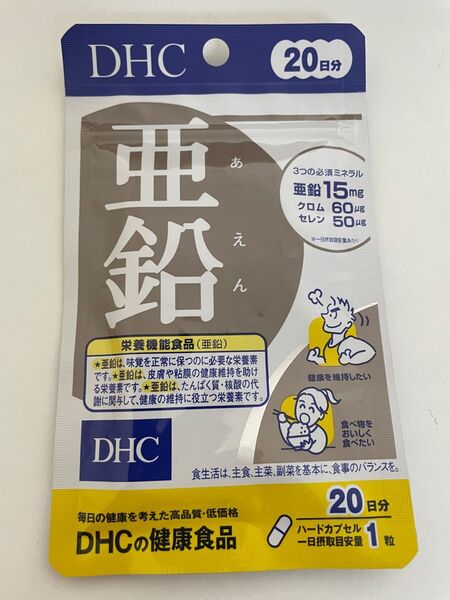 DHC
20日分
亜鉛
あえん
3つの必須ミネラル
亜鉛 15mg
クロム 60μg
セレン 50μg
※一日摂取目安量あたり
栄養機能食品(亜鉛)
★亜鉛は、味覚を正常に保つのに必要な栄養素
です。★亜鉛は、皮膚や粘膜の健康維持を助け
る栄養素です。★亜鉛は、たんぱく質・核酸の代
謝に関与して、健康の維持に役立つ栄養素です。
健康を維持したい
食べ物を
おいしく
食べたい
DHC
食生活は、主食、主菜、副菜を基本に、食事のバランスを。
毎日の健康を考えた高品質・低価格
DHCの健康食品
20日分
ハードカプセル
一日摂取目安量 1粒